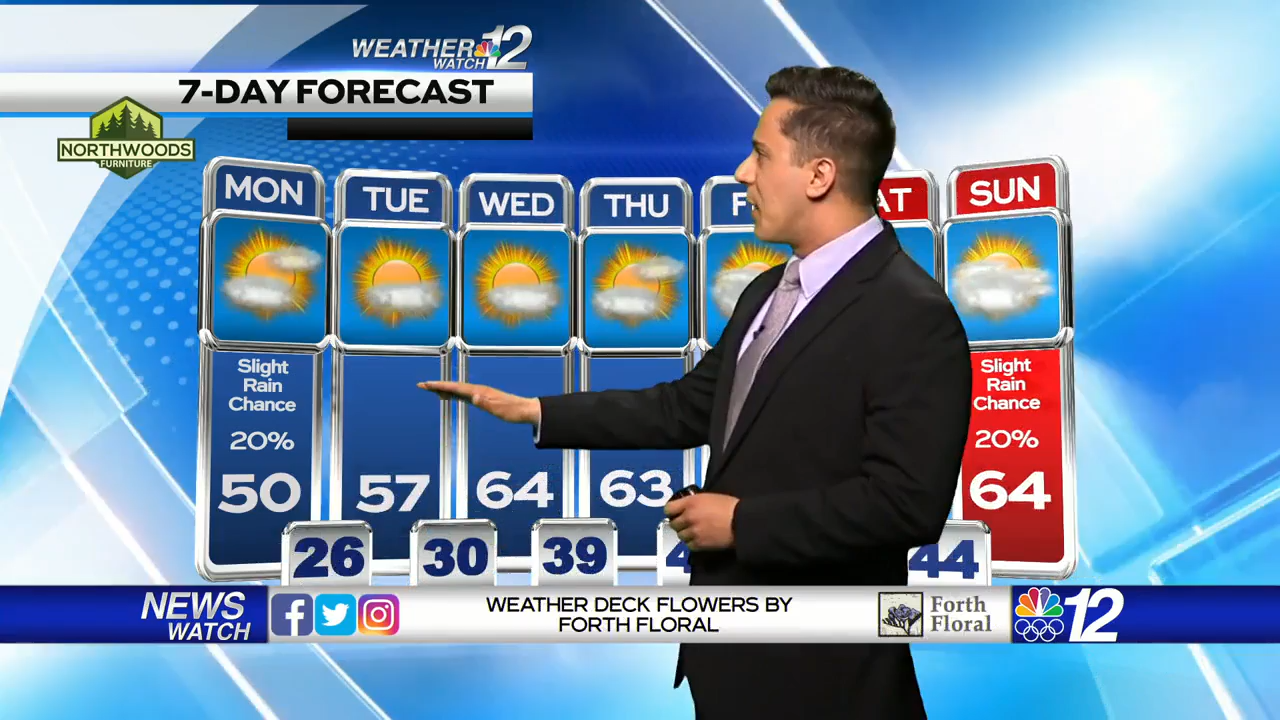 WEATHER
WATCH 12
7-DAY FORECAST
NORTHWOODS
FURNITURE
MON TUE WED THU SUN
Slight
Rain
Chance
20%
Slight
Rain
Chance
20%
50 57 64 63 64
26 30 39 44
NEWS
WATCH
WEATHER DECK FLOWERS BY
FORTH FLORAL
Forth
Floral
12